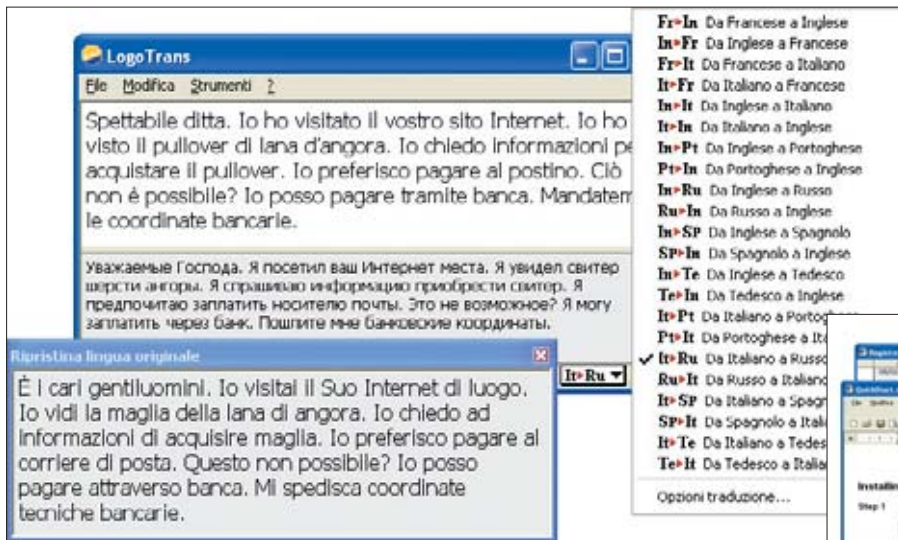 LogoTrans
File Modifica Strumenti ?
Spettabile ditta. Io ho visitato il vostro sito Internet. Io ho
visto il pullover di lana d'angora. Io chiedo informazioni pe
acquistare il pullover. Io preferisco pagare al postino. Ciò
non è possibile? Io posso pagare tramite banca. Mandatem
le coordinate bancarie.
Уважаемые Господа. Я посетил ваш Интернет места. Я увидел свитер
шерсти ангоры. Я спрашиваю информацию приобрести свитер. Я
предпочитаю заплатить носителю почты. Это не возможное? Я могу
заплатить через банк. Пошлите мне банковские координаты.
It▸Ru
Ripristina lingua originale
È i cari gentiluomini. Io visitai il Suo Internet di luogo.
Io vidi la maglia della lana di angora. Io chiedo ad
informazioni di acquisire maglia. Io preferisco pagare al
corriere di posta. Questo non possibile? Io posso
pagare attraverso banca. Mi spedisca coordinate
tecniche bancarie.
Fr▸In Da Francese a Inglese
In▸Fr Da Inglese a Francese
Fr▸It Da Francese a Italiano
It▸Fr Da Italiano a Francese
In▸It Da Inglese a Italiano
It▸In Da Italiano a Inglese
In▸Pt Da Inglese a Portoghese
Pt▸In Da Portoghese a Inglese
In▸Ru Da Inglese a Russo
Ru▸In Da Russo a Inglese
In▸SP Da Inglese a Spagnolo
SP▸In Da Spagnolo a Inglese
In▸Te Da Inglese a Tedesco
Te▸In Da Tedesco a Inglese
It▸Pt Da Italiano a Portog
Pt▸It Da Portoghese a Ita
✓ It▸Ru Da Italiano a Russo
Ru▸It Da Russo a Italiano
It▸SP Da Italiano a Spagn
SP▸It Da Spagnolo a Itali
It▸Te Da Italiano a Tedes
Te▸It Da Tedesco a Italia
Opzioni traduzione...
Step 1